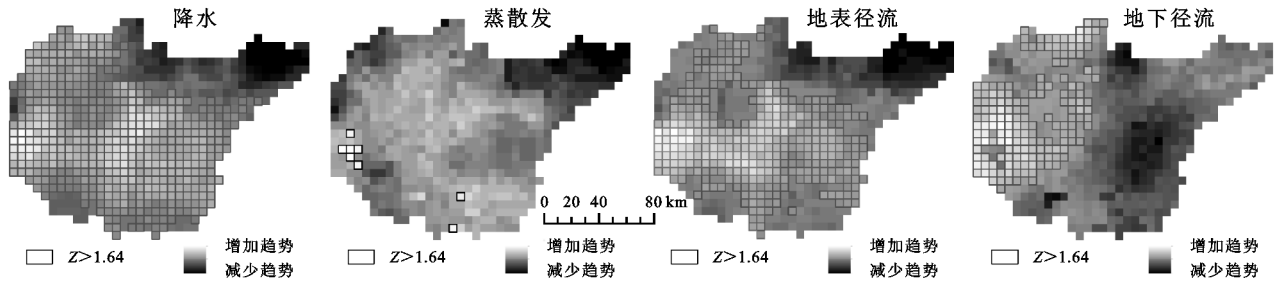 降水
蒸散发
地表径流
地下径流
0 20 40 80 km
Z>1.64
增加趋势
减少趋势
Z>1.64
增加趋势
减少趋势
Z>1.64
增加趋势
减少趋势
Z>1.64
增加趋势
减少趋势